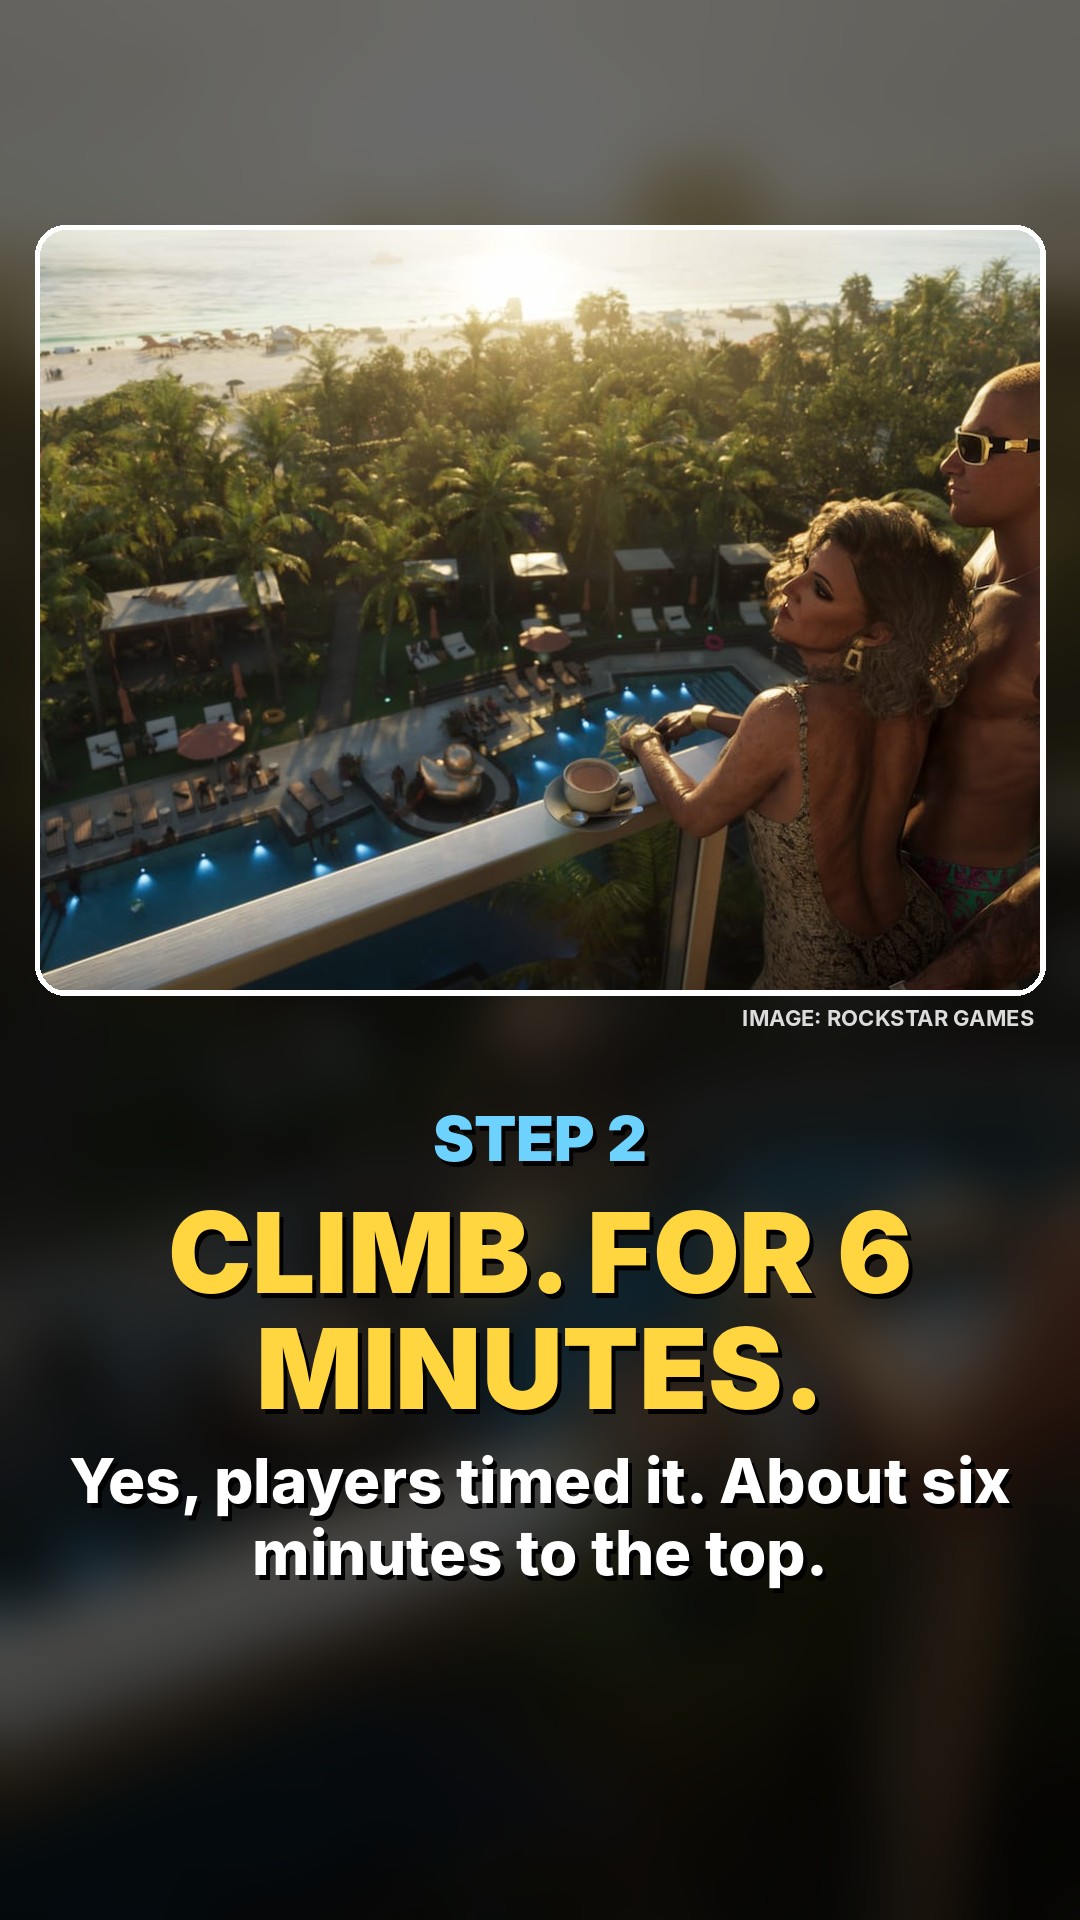 IMAGE: ROCKSTAR GAMES
STEP 2
CLIMB. FOR 6
MINUTES.
Yes, players timed it. About six
minutes to the top.